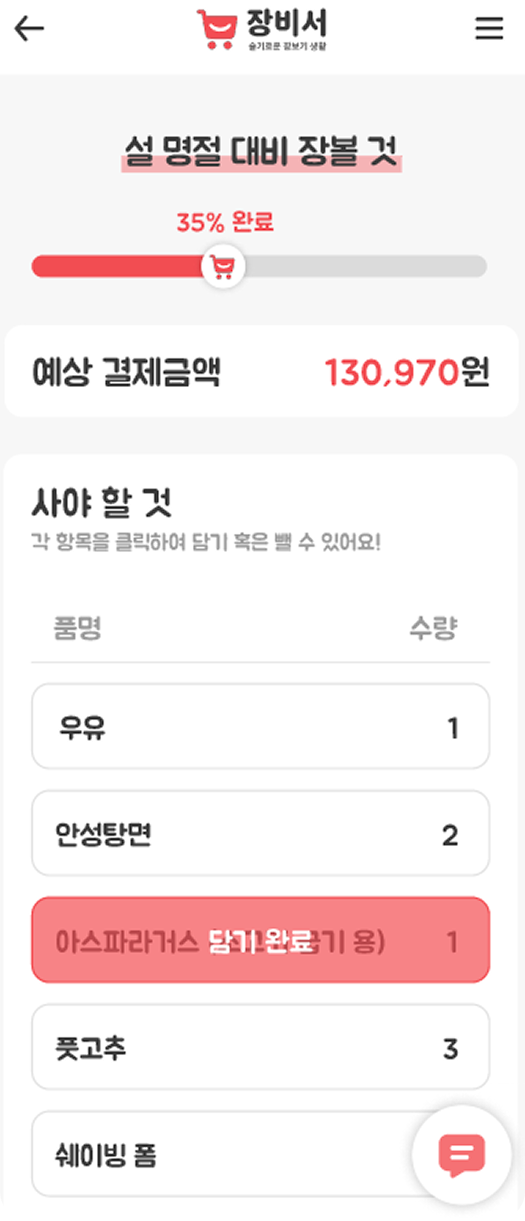 장비서
슬기로운 장보기 생활
설 명절 대비 장볼 것
35% 완료
예상 결제금액 130,970원
사야 할 것
각 항목을 클릭하여 담기 혹은 뺄 수 있어요!
품명 수량
우유 1
안성탕면 2
아스파라거스 담기 완료 용) 1
풋고추 3
쉐이빙 폼